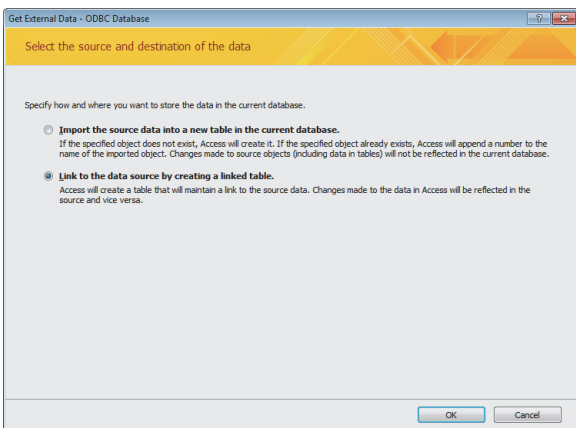 Get External Data - ODBC Database
Select the source and destination of the data
Specify how and where you want to store the data in the current database.
Import the source data into a new table in the current database.
If the specified object does not exist, Access will create it. If the specified object already exists, Access will append a number to the
name of the imported object. Changes made to source objects (including data in tables) will not be reflected in the current database.
Link to the data source by creating a linked table.
Access will create a table that will maintain a link to the source data. Changes made to the data in Access will be reflected in the
source and vice versa.
OK Cancel